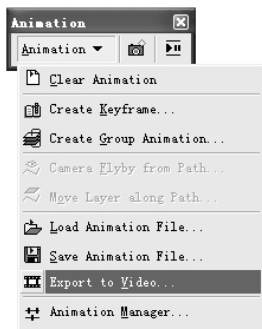 Animation
Animation
Clear Animation
Create Keyframe...
Create Group Animation...
Camera Flyby from Path...
Move Layer along Path...
Load Animation File...
Save Animation File...
Export to Video...
Animation Manager...